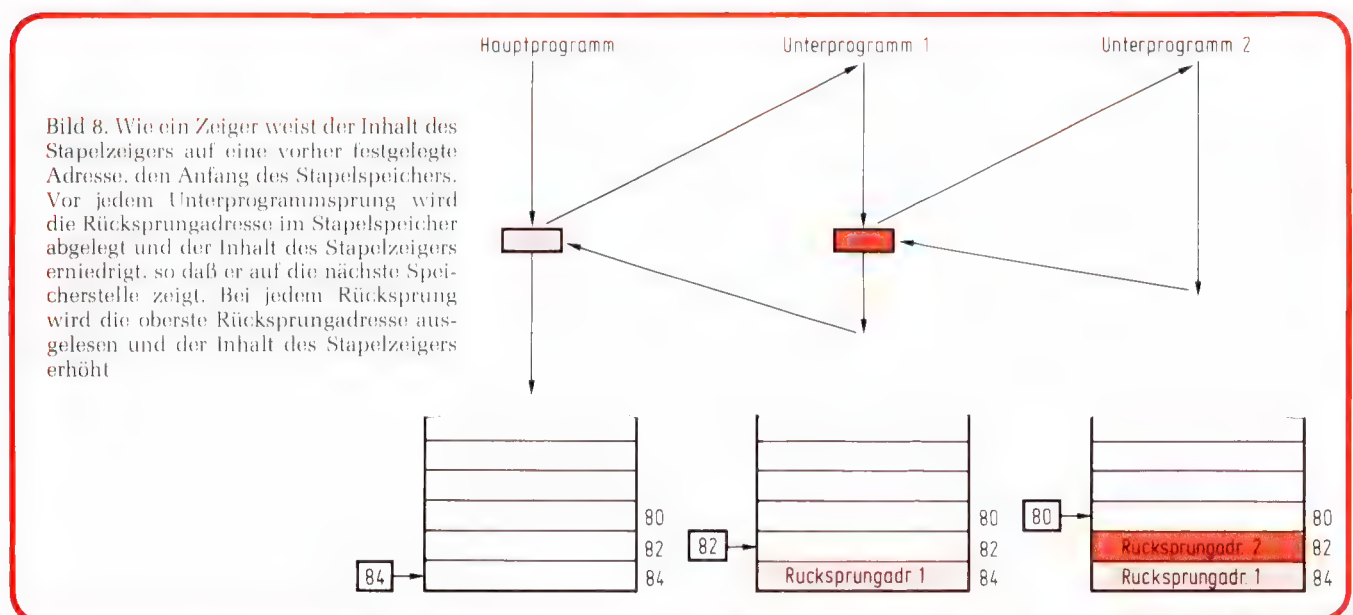 Hauptprogramm
Unterprogramm 1
Unterprogramm 2
Bild 8. Wie ein Zeiger weist der Inhalt des
Stapelzeigers auf eine vorher festgelegte
Adresse, den Anfang des Stapelspeichers.
Vor jedem Unterprogrammsprung wird
die Rücksprungadresse im Stapelspeicher
abgelegt und der Inhalt des Stapelzeigers
erniedrigt, so daß er auf die nächste Spei-
cherstelle zeigt. Bei jedem Rücksprung
wird die oberste Rücksprungadresse aus-
gelesen und der Inhalt des Stapelzeigers
erhöht
84
80
82
84
82
Rucksprungadr 1
80
82
84
80
Rucksprungadr. 2
Rucksprungadr. 1
80
82
84